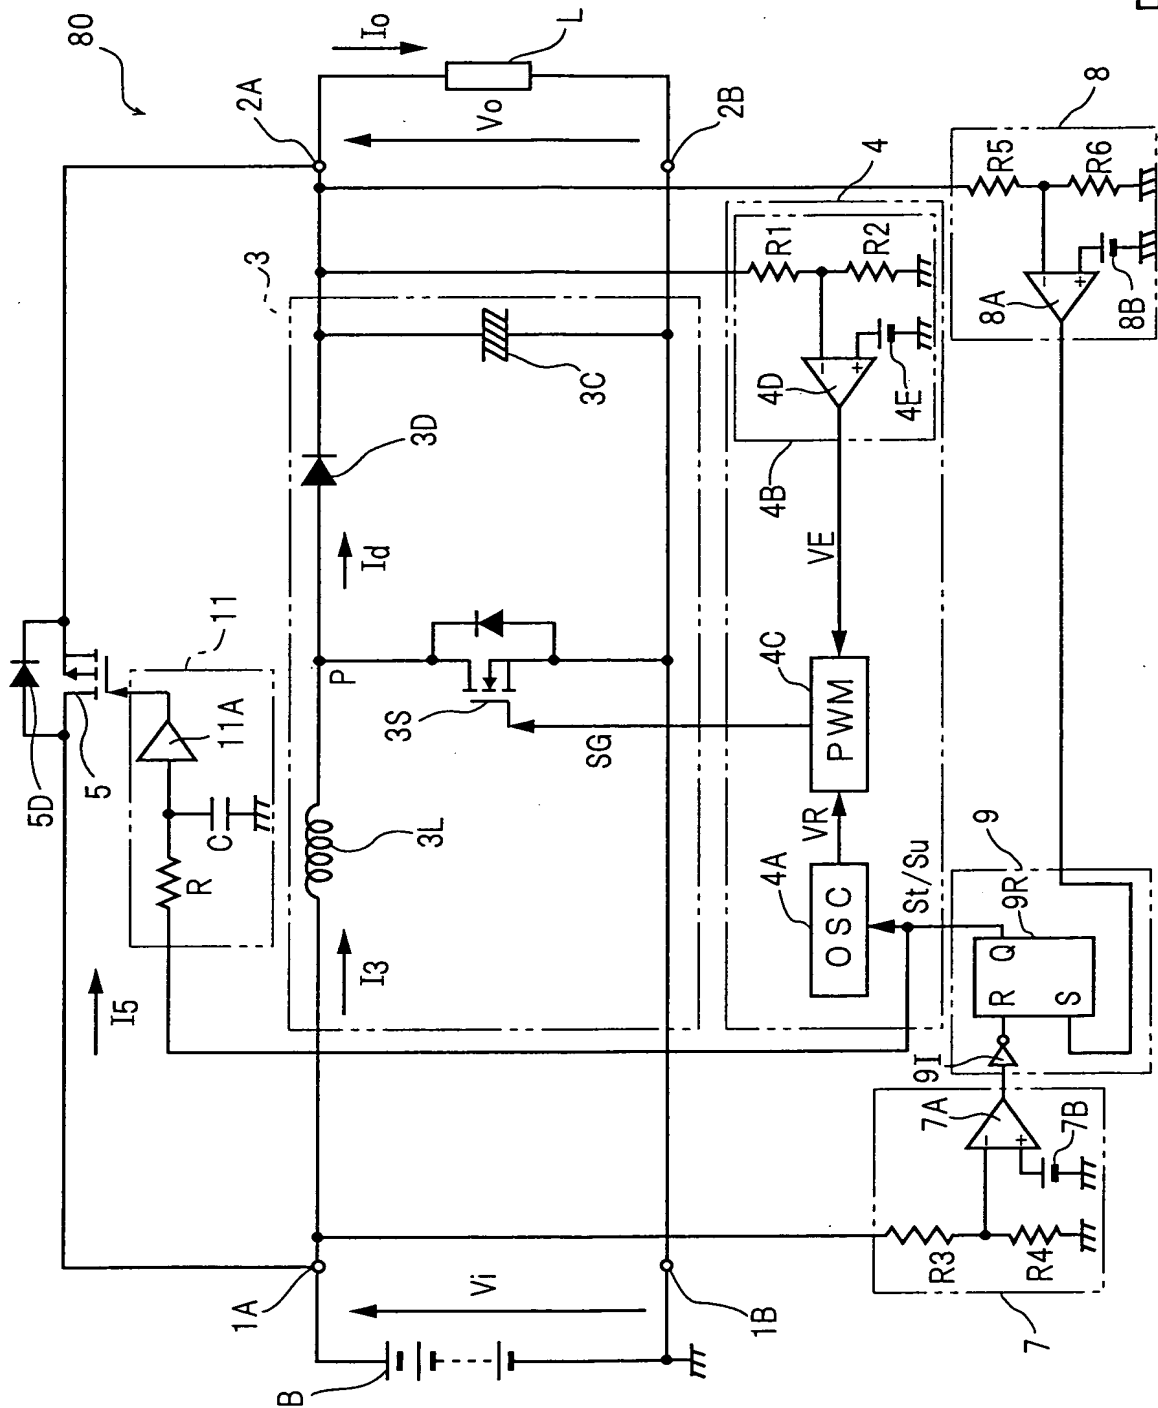 80
Io
L
2A
Vo
2B
3
3D
3C
Id
P
3S
SG
3L
I3
5D
5
11
11A
C
R
I5
1A
Vi
1B
B
4
R1
R2
4D
4E
4B
VE
4C
PWM
VR
4A
OSC
St/Su
8
R5
R6
8A
8B
9
9R
Q
R
S
9I
7A
7B
R3
R4
7